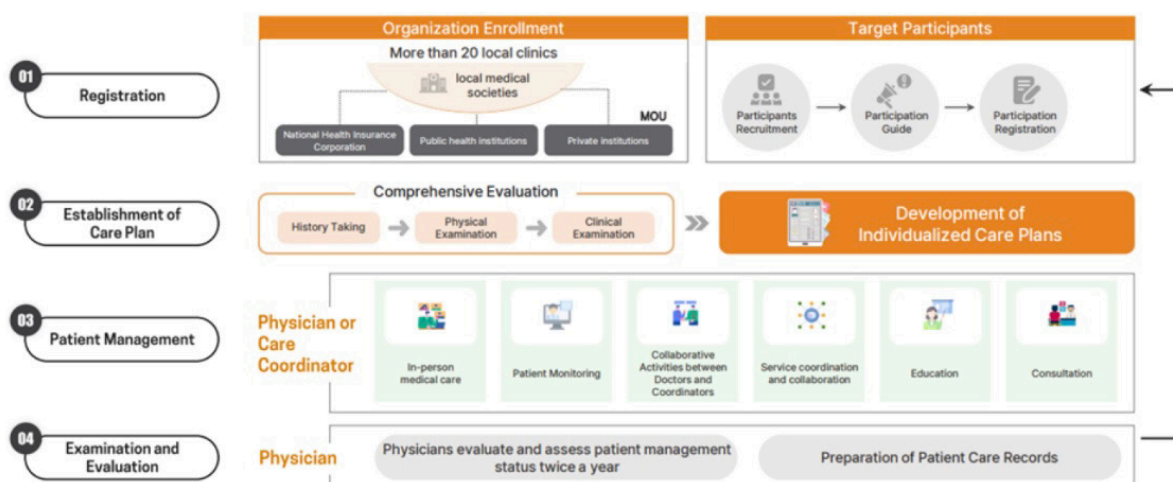 01
Registration
Organization Enrollment
More than 20 local clinics
local medical
societies
MOU
National Health Insurance
Corporation
Public health institutions
Private institutions
Target Participants
Participants
Recruitment
Participation
Guide
Participation
Registration
02
Establishment of
Care Plan
Comprehensive Evaluation
History Taking
Physical
Examination
Clinical
Examination
Development of
Individualized Care Plans
03
Patient Management
Physician or
Care
Coordinator
In-person
medical care
Patient Monitoring
Collaborative
Activities between
Doctors and
Coordinators
Service coordination
and collaboration
Education
Consultation
04
Examination and
Evaluation
Physician
Physicians evaluate and assess patient management
status twice a year
Preparation of Patient Care Records